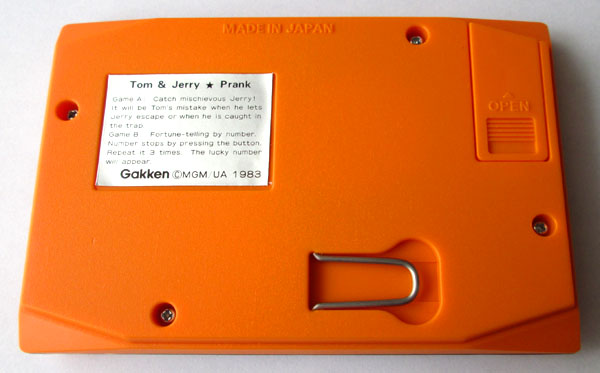 MADE IN JAPAN
Tom & Jerry ★ Prank
Game A: Catch mischievous Jerry!
It will be Tom's mistake when he lets
Jerry escape or when he is caught in
the trap.
Game B: Fortune-telling by number.
Number stops by pressing the button.
Repeat it 3 times. The lucky number
will appear.
Gakken ©MGM/UA 1983
OPEN